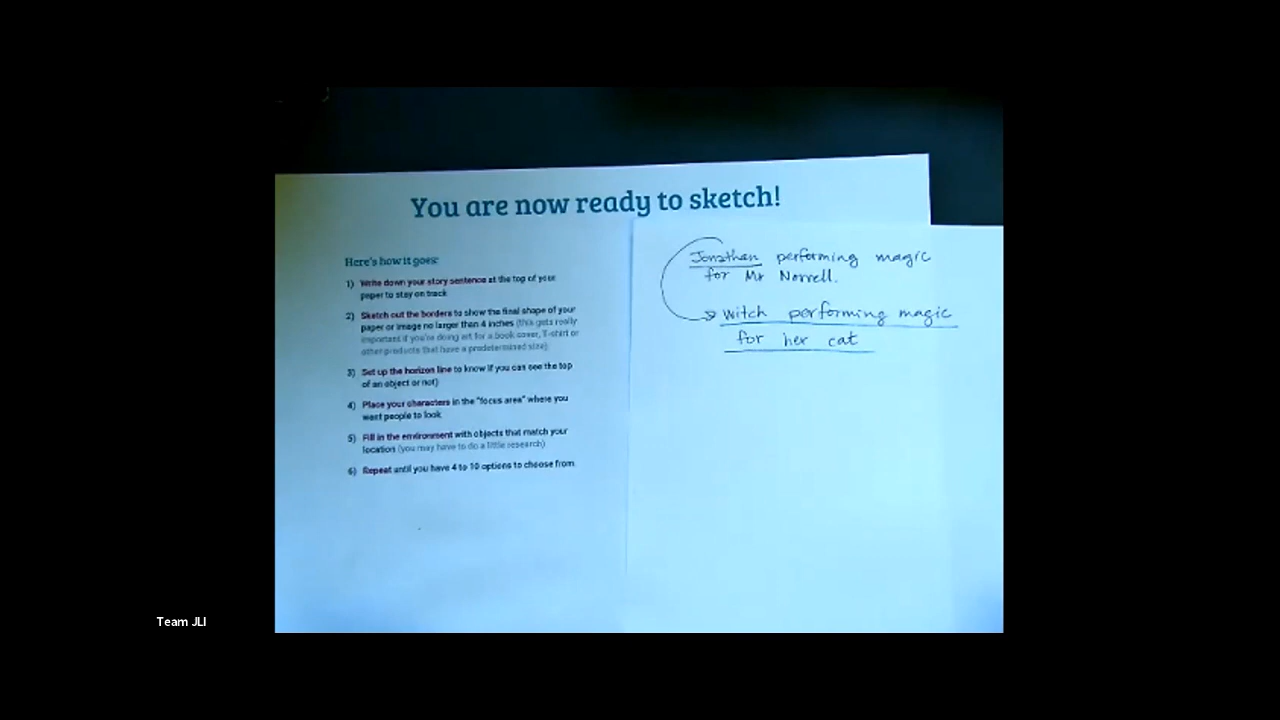 You are now ready to sketch!
Here's how it goes:
1) Write down your story sentence at the top of your
paper to stay on track
2) Sketch out the borders to show the final shape of your
paper or image no larger than 4 inches (this gets really
important if you're doing art for a book cover, T-shirt or
other products that have a predetermined size)
3) Set up the horizon line to know if you can see the top
of an object or not)
4) Place your characters in the "focus area" where you
want people to look
5) Fill in the environment with objects that match your
location (you may have to do a little research)
6) Repeat until you have 4 to 10 options to choose from
Jonathan performing magic
for Mr Norrell.
witch performing magic
for her cat
Team JLI